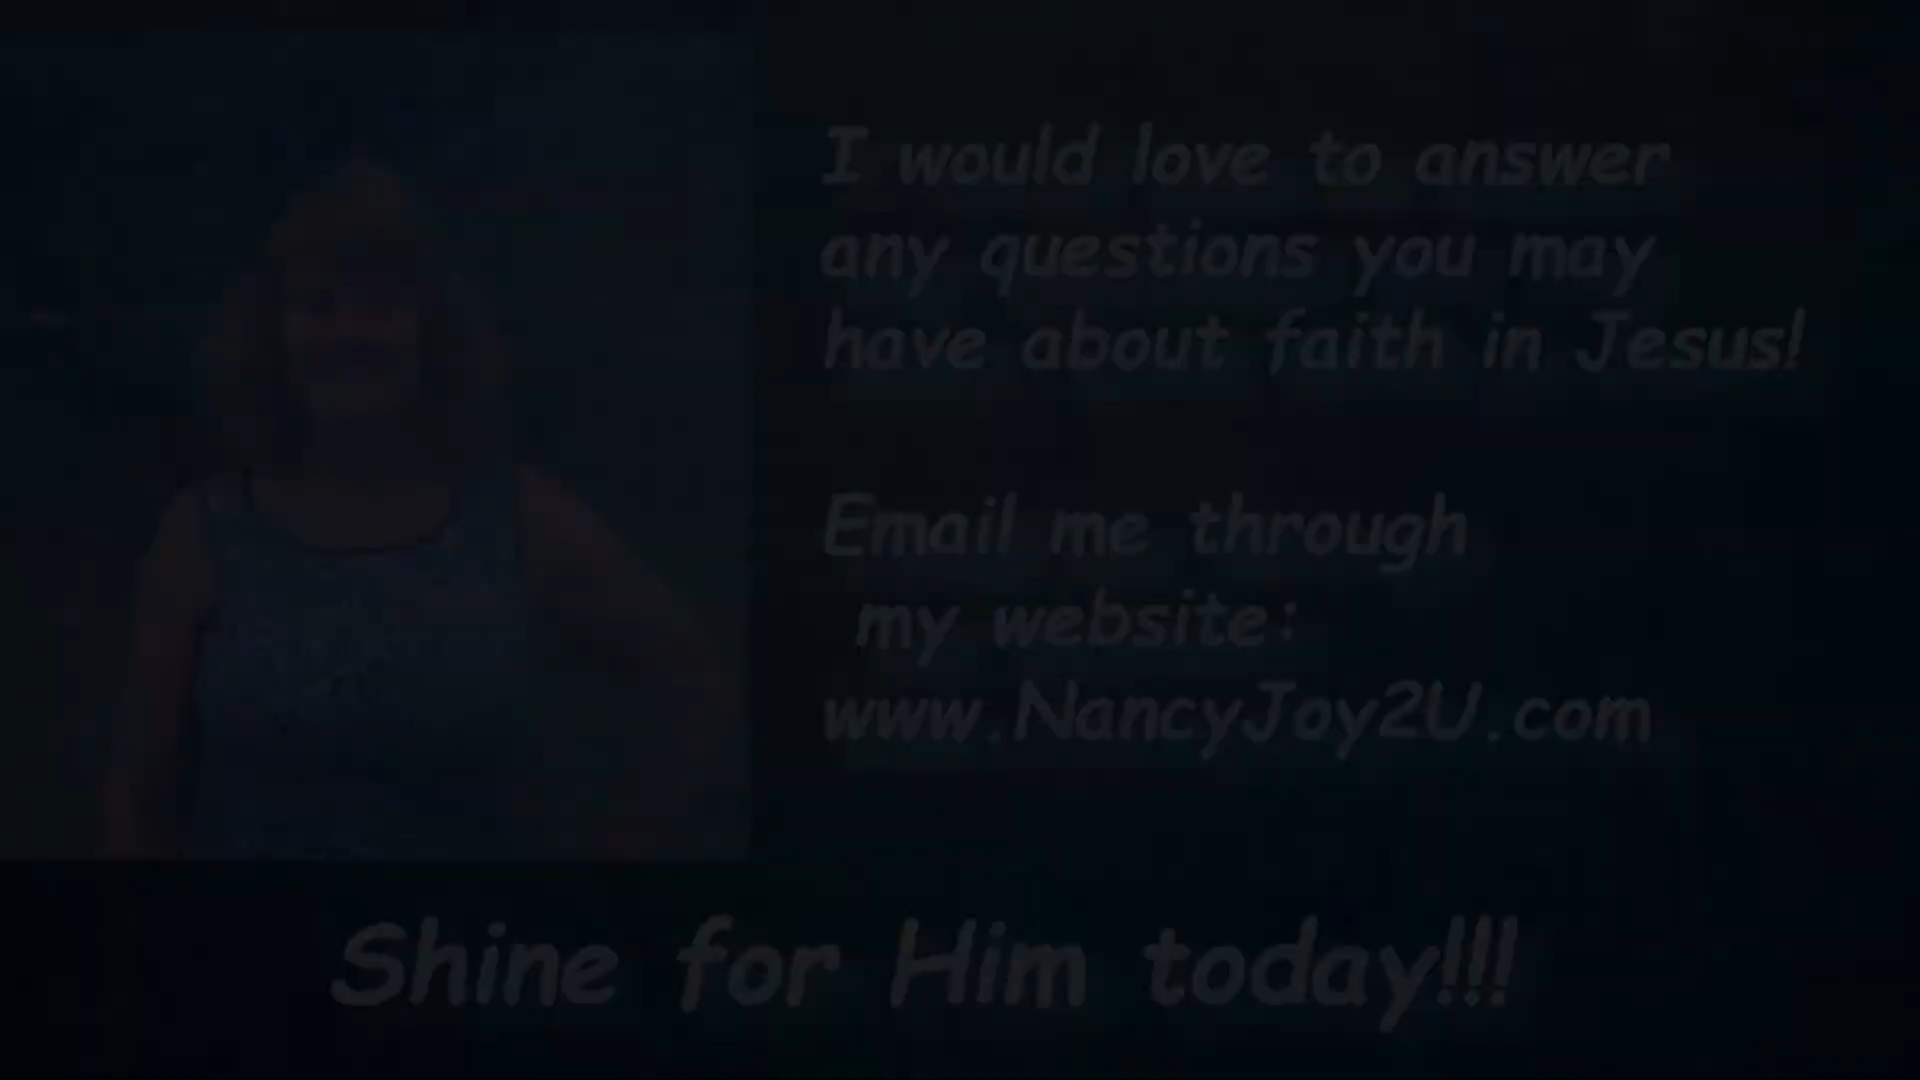 I would love to answer
any questions you may
have about faith in Jesus!
Email me through
my website:
www.NancyJoy2U.com
Shine for Him today!!!